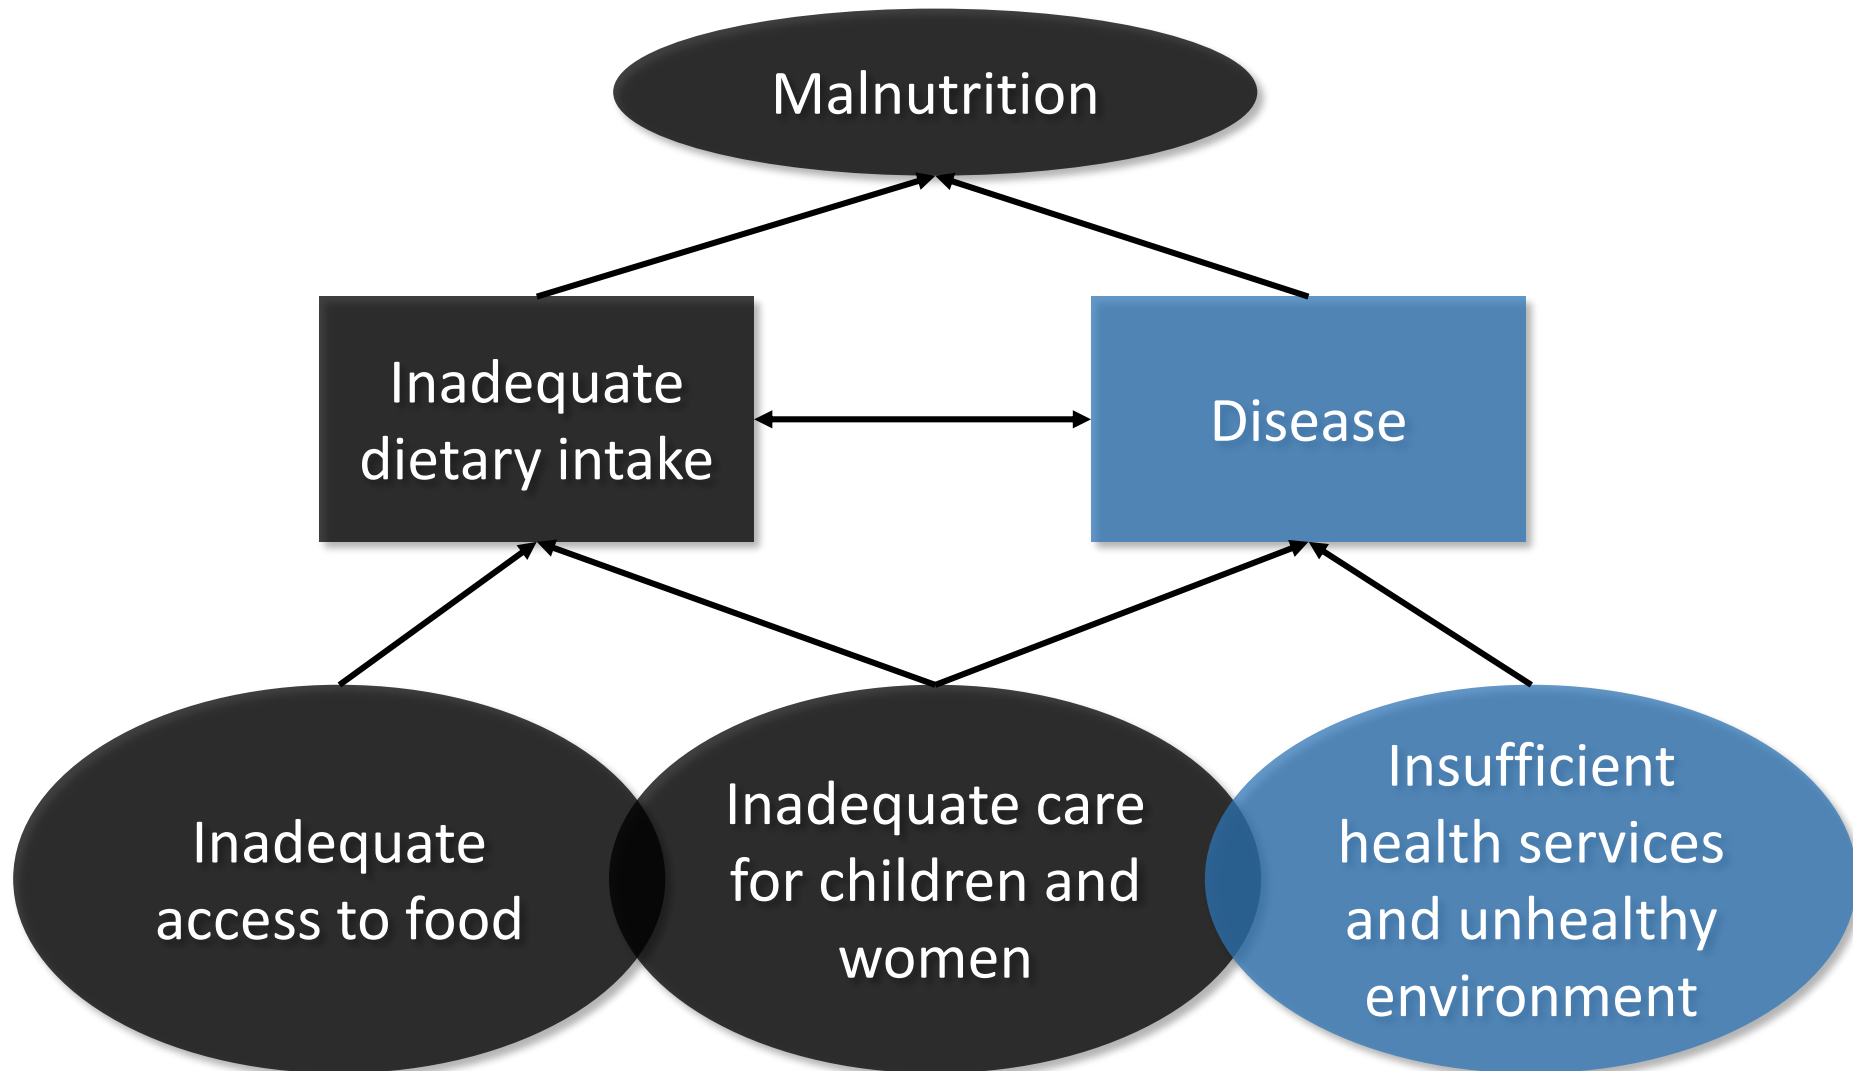 Malnutrition
Inadequate
dietary intake
Disease
Inadequate
access to food
Inadequate care
for children and
women
Insufficient
health services
and unhealthy
environment